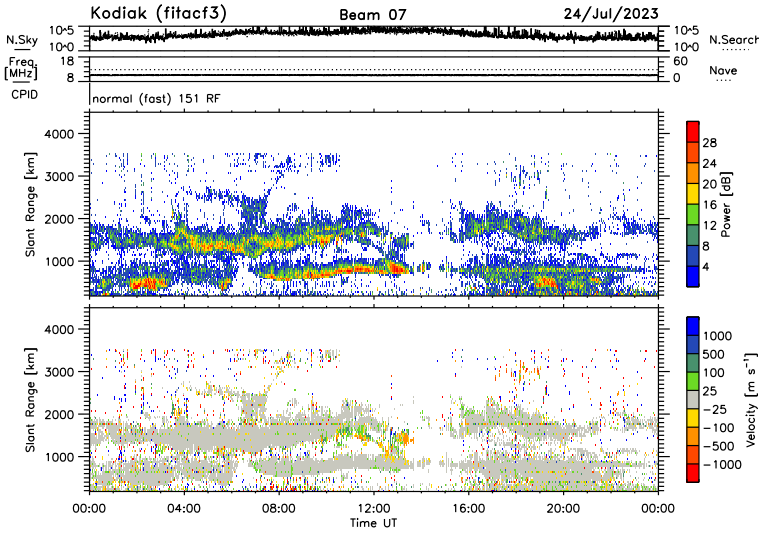 Kodiak (fitacf3) Beam 07 24/Jul/2023
N.Sky 10^5 10^0 10^5 10^0 N.Search
Freq. [MHz] 18 8 60 0 Nave
CPID normal (fast) 151 RF
Slant Range [km] 4000 3000 2000 1000
Power [dB] 28 24 20 16 12 8 4
Slant Range [km] 4000 3000 2000 1000
Velocity [m s⁻¹] 1000 500 100 25 −25 −100 −500 −1000
00:00 04:00 08:00 12:00 16:00 20:00 00:00
Time UT